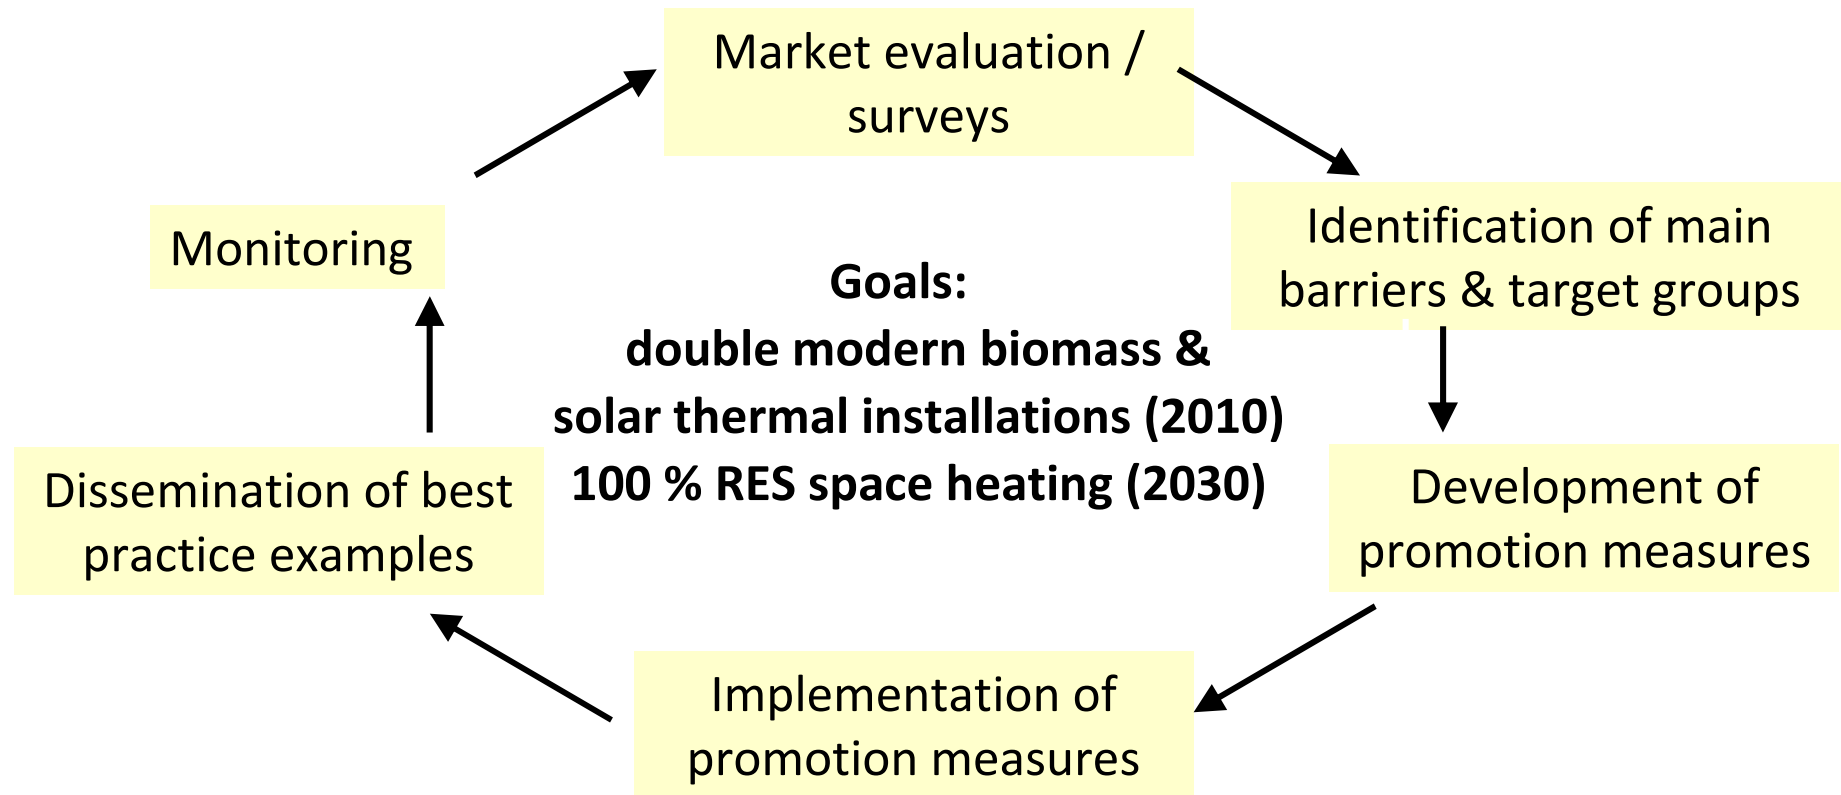 Market evaluation /
surveys
Identification of main
barriers & target groups
Development of
promotion measures
Implementation of
promotion measures
Dissemination of best
practice examples
Monitoring
Goals:
double modern biomass &
solar thermal installations (2010)
100 % RES space heating (2030)